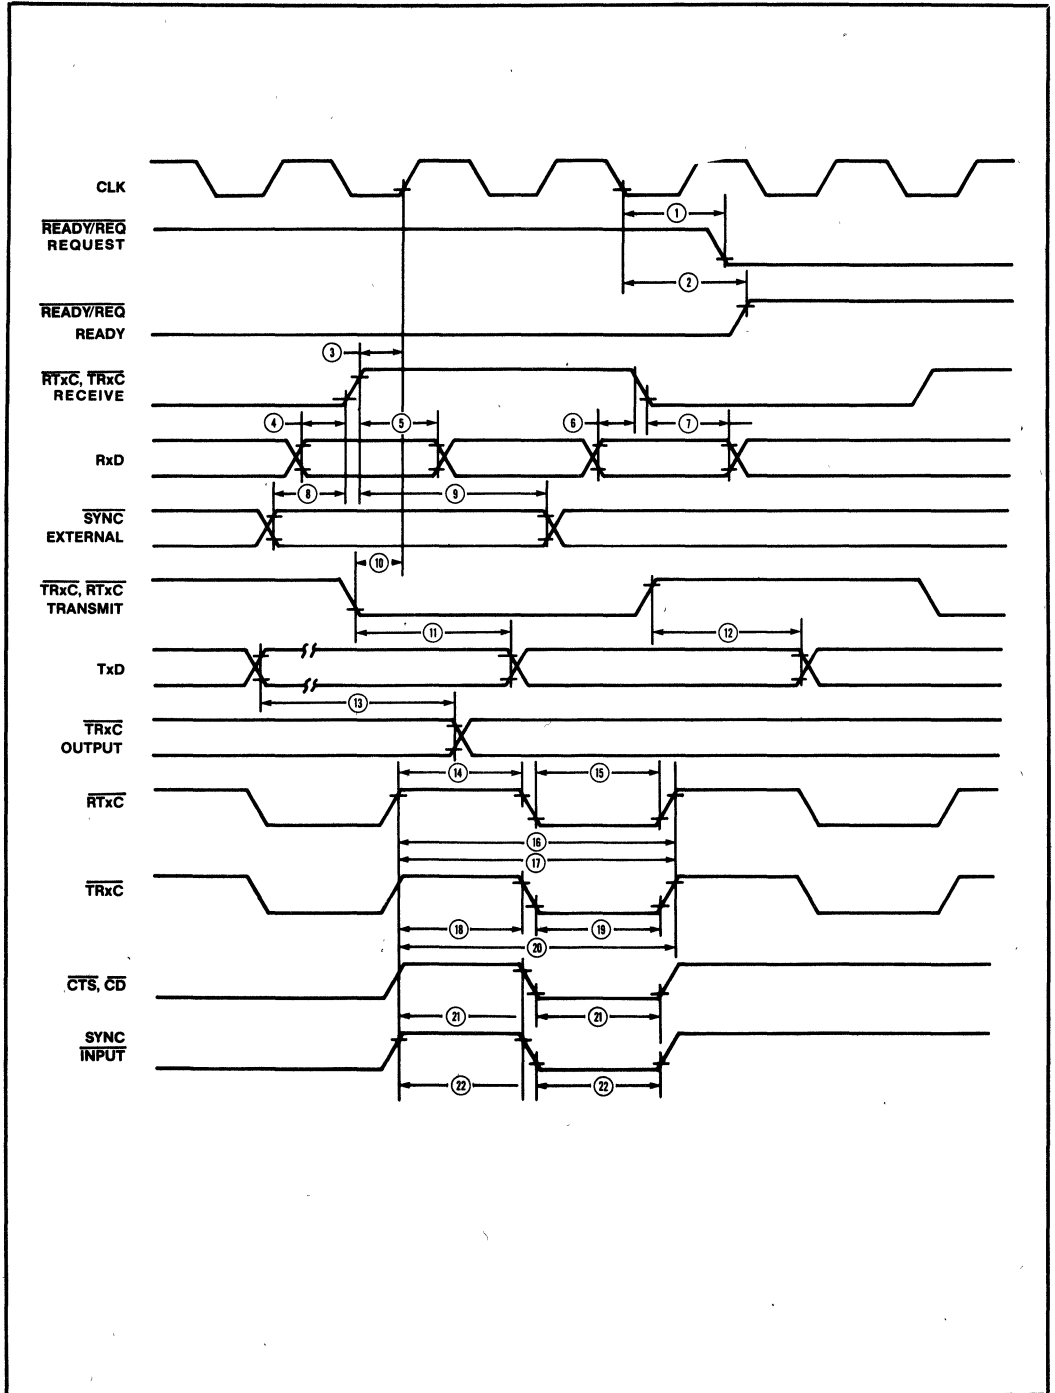 CLK
①
READY/REQ
REQUEST
②
READY/REQ
READY
③
RTxC, TRxC
RECEIVE
④ ⑤ ⑥ ⑦
RxD
⑧ ⑨
SYNC
EXTERNAL
⑩
TRxC, RTxC
TRANSMIT
⑪ ⑫
TxD
⑬
TRxC
OUTPUT
⑭ ⑮
RTxC
⑯
⑰
TRxC
⑱ ⑲
⑳
CTS, CD
㉑ ㉑
SYNC
INPUT
㉒ ㉒